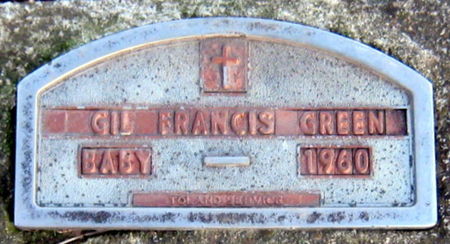 GIL FRANCIS GREEN
BABY — 1960